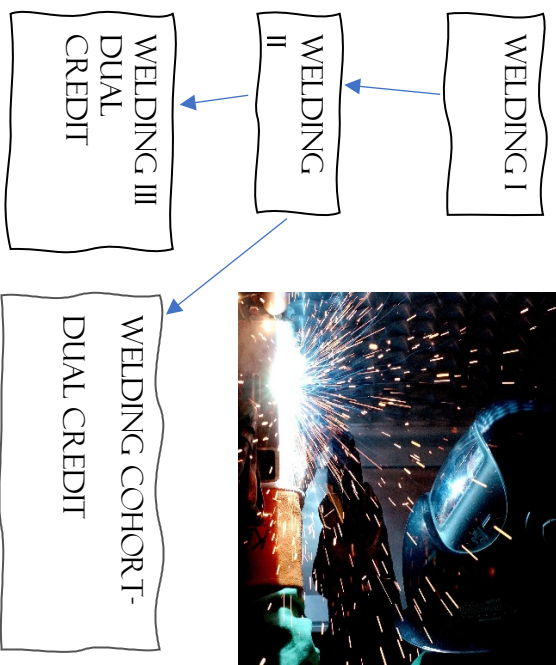 WELDING I
WELDING
II
WELDING III
DUAL
CREDIT
WELDING COHORT-
DUAL CREDIT